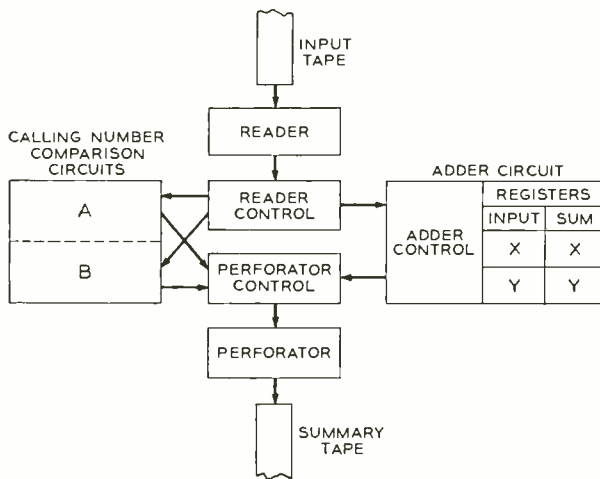 INPUT
TAPE
READER
CALLING NUMBER
COMPARISON
CIRCUITS
A
B
READER
CONTROL
ADDER CIRCUIT
ADDER
CONTROL
REGISTERS
INPUT SUM
X X
Y Y
PERFORATOR
CONTROL
PERFORATOR
SUMMARY
TAPE